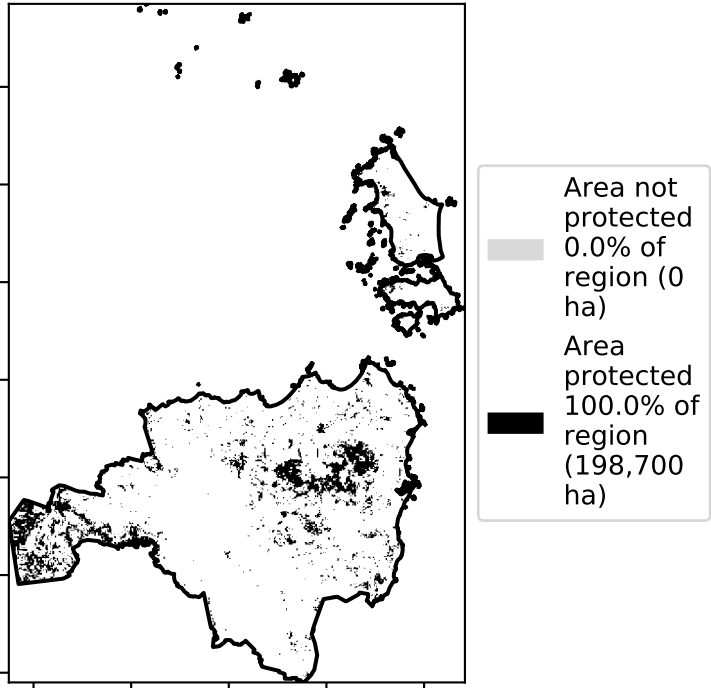 Area not
protected
0.0% of
region (0
ha)
Area
protected
100.0% of
region
(198,700
ha)